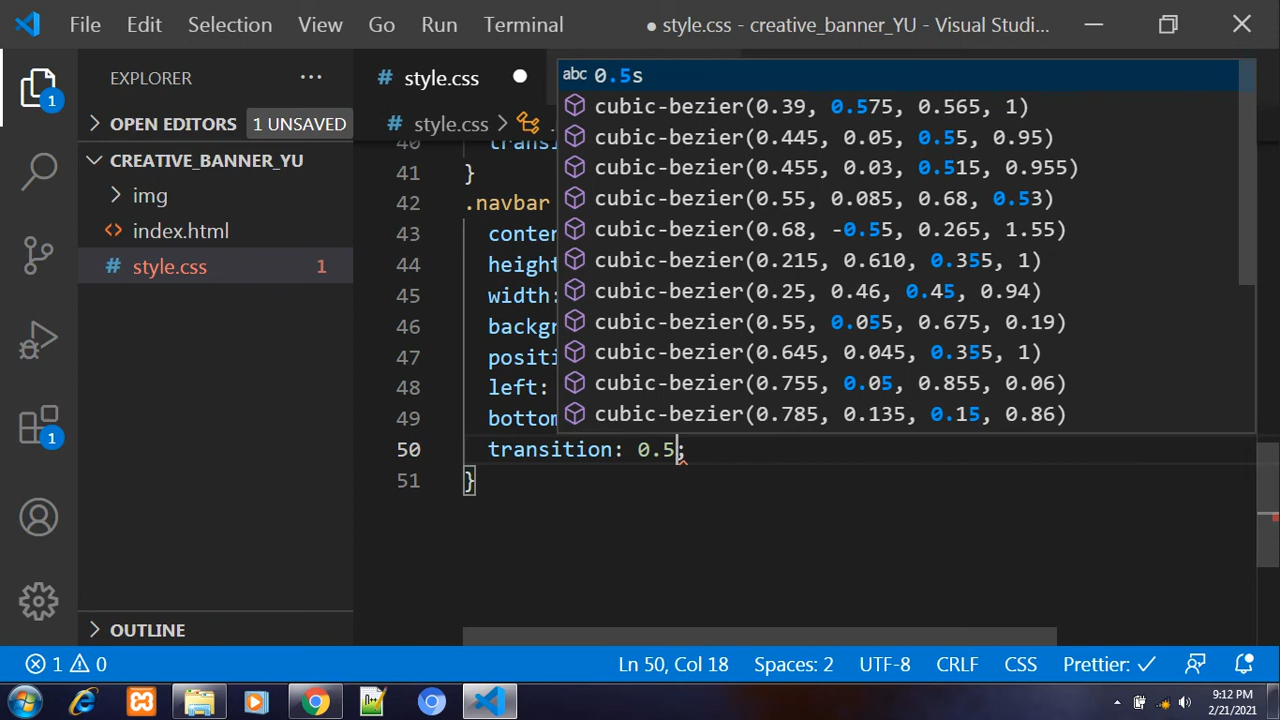 File Edit Selection View Go Run Terminal ● style.css - creative_banner_YU - Visual Studi...
EXPLORER ...
OPEN EDITORS 1 UNSAVED
CREATIVE_BANNER_YU
img
<> index.html
# style.css 1
OUTLINE
1
1
# style.css ●
# style.css > .
40 transi
41 }
42 .navbar
43 conten
44 height
45 width:
46 backgr
47 positi
48 left:
49 bottom
50 transition: 0.5;
51 }
abc 0.5s
cubic-bezier(0.39, 0.575, 0.565, 1)
cubic-bezier(0.445, 0.05, 0.55, 0.95)
cubic-bezier(0.455, 0.03, 0.515, 0.955)
cubic-bezier(0.55, 0.085, 0.68, 0.53)
cubic-bezier(0.68, -0.55, 0.265, 1.55)
cubic-bezier(0.215, 0.610, 0.355, 1)
cubic-bezier(0.25, 0.46, 0.45, 0.94)
cubic-bezier(0.55, 0.055, 0.675, 0.19)
cubic-bezier(0.645, 0.045, 0.355, 1)
cubic-bezier(0.755, 0.05, 0.855, 0.06)
cubic-bezier(0.785, 0.135, 0.15, 0.86)
1 0 Ln 50, Col 18 Spaces: 2 UTF-8 CRLF CSS Prettier: ✓
9:12 PM
2/21/2021